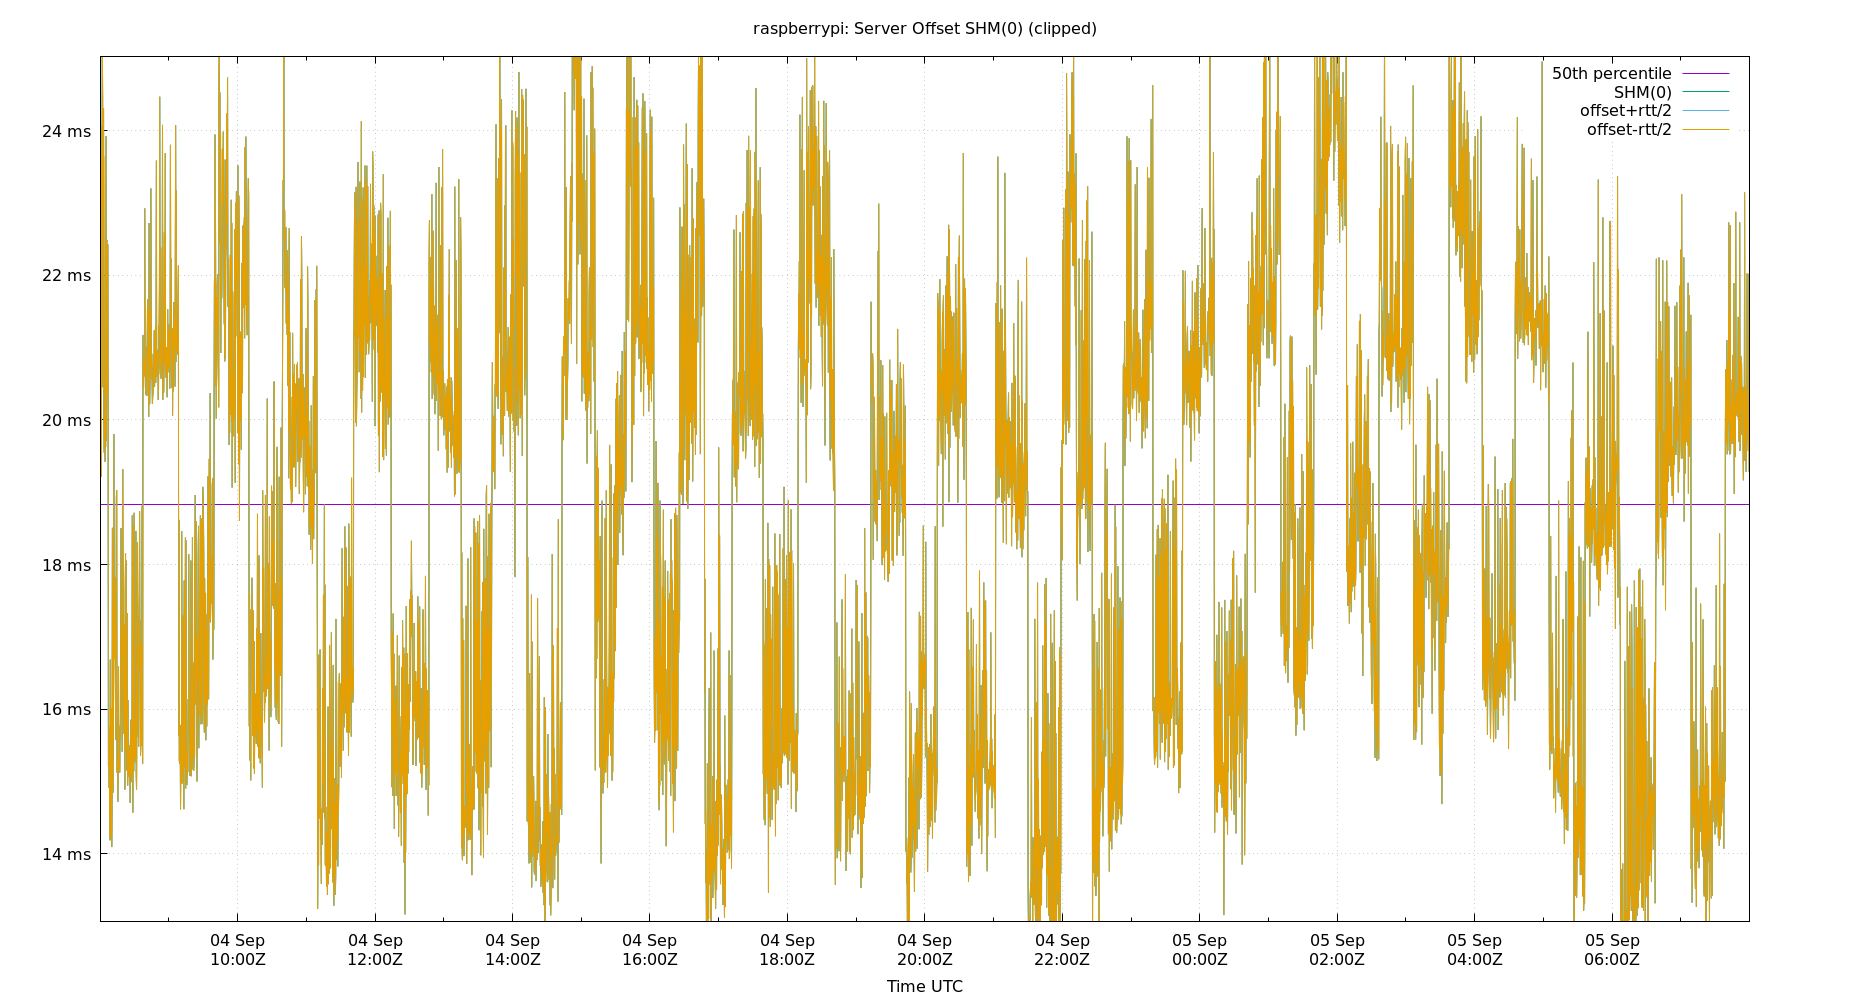 raspberrypi: Server Offset SHM(0) (clipped)
50th percentile
SHM(0)
offset+rtt/2
offset-rtt/2
24 ms
22 ms
20 ms
18 ms
16 ms
14 ms
04 Sep 04 Sep 04 Sep 04 Sep 04 Sep 04 Sep 04 Sep 05 Sep 05 Sep 05 Sep 05 Sep
10:00Z 12:00Z 14:00Z 16:00Z 18:00Z 20:00Z 22:00Z 00:00Z 02:00Z 04:00Z 06:00Z
Time UTC